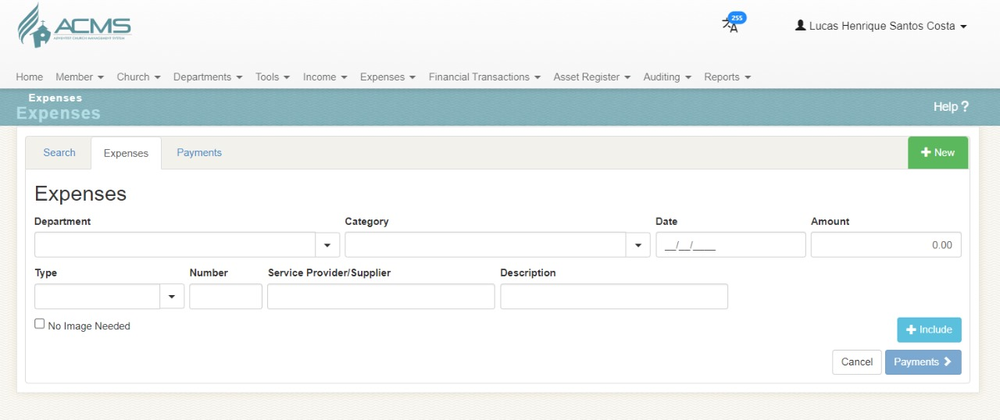 ACMS
ADVENTIST CHURCH MANAGEMENT SYSTEM
255
Lucas Henrique Santos Costa
Home Member Church Departments Tools Income Expenses Financial Transactions Asset Register Auditing Reports
Expenses
Expenses
Help ?
Search Expenses Payments
New
Expenses
Department Category Date Amount
__/__/____ 0.00
Type Number Service Provider/Supplier Description
No Image Needed
Include
Cancel Payments